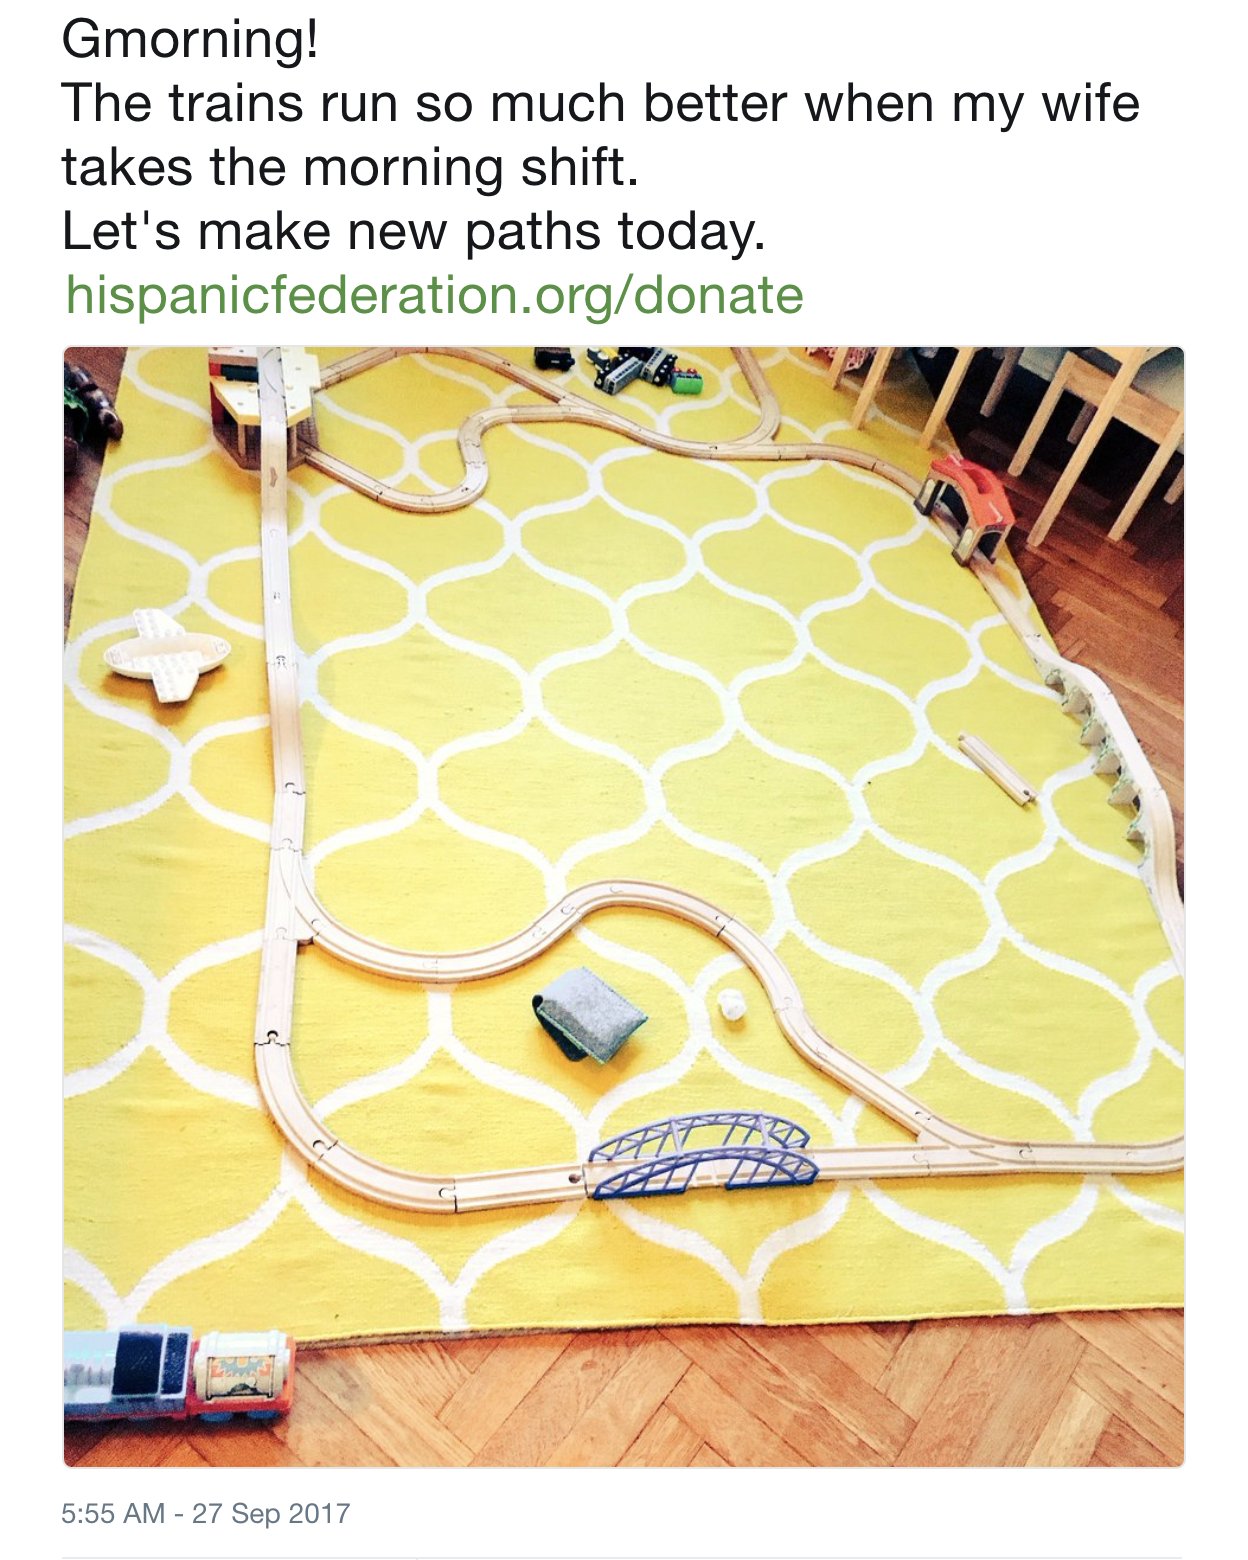 Gmorning!
The trains run so much better when my wife
takes the morning shift.
Let's make new paths today.
hispanicfederation.org/donate
5:55 AM - 27 Sep 2017